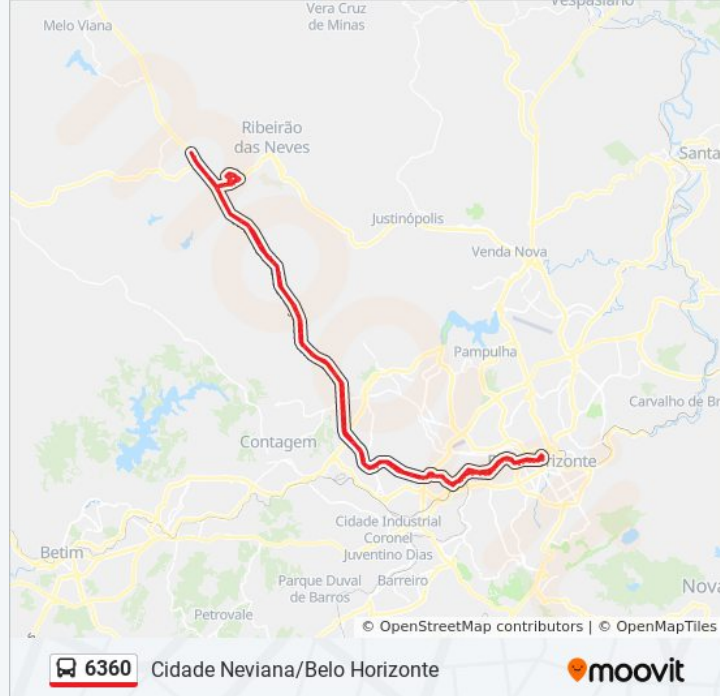 Vespasiano
Vera Cruz
de Minas
Melo Viana
Ribeirão
das Neves
Santa
Justinópolis
Venda Nova
Pampulha
Carvalho de Br
Contagem
rizonte
Cidade Industrial
Coronel
Juventino Dias
Betim
Parque Duval
de Barros
Barreiro
Nova
Petrovale
© OpenStreetMap contributors | © OpenMapTiles
6360 Cidade Neviana/Belo Horizonte
moovit